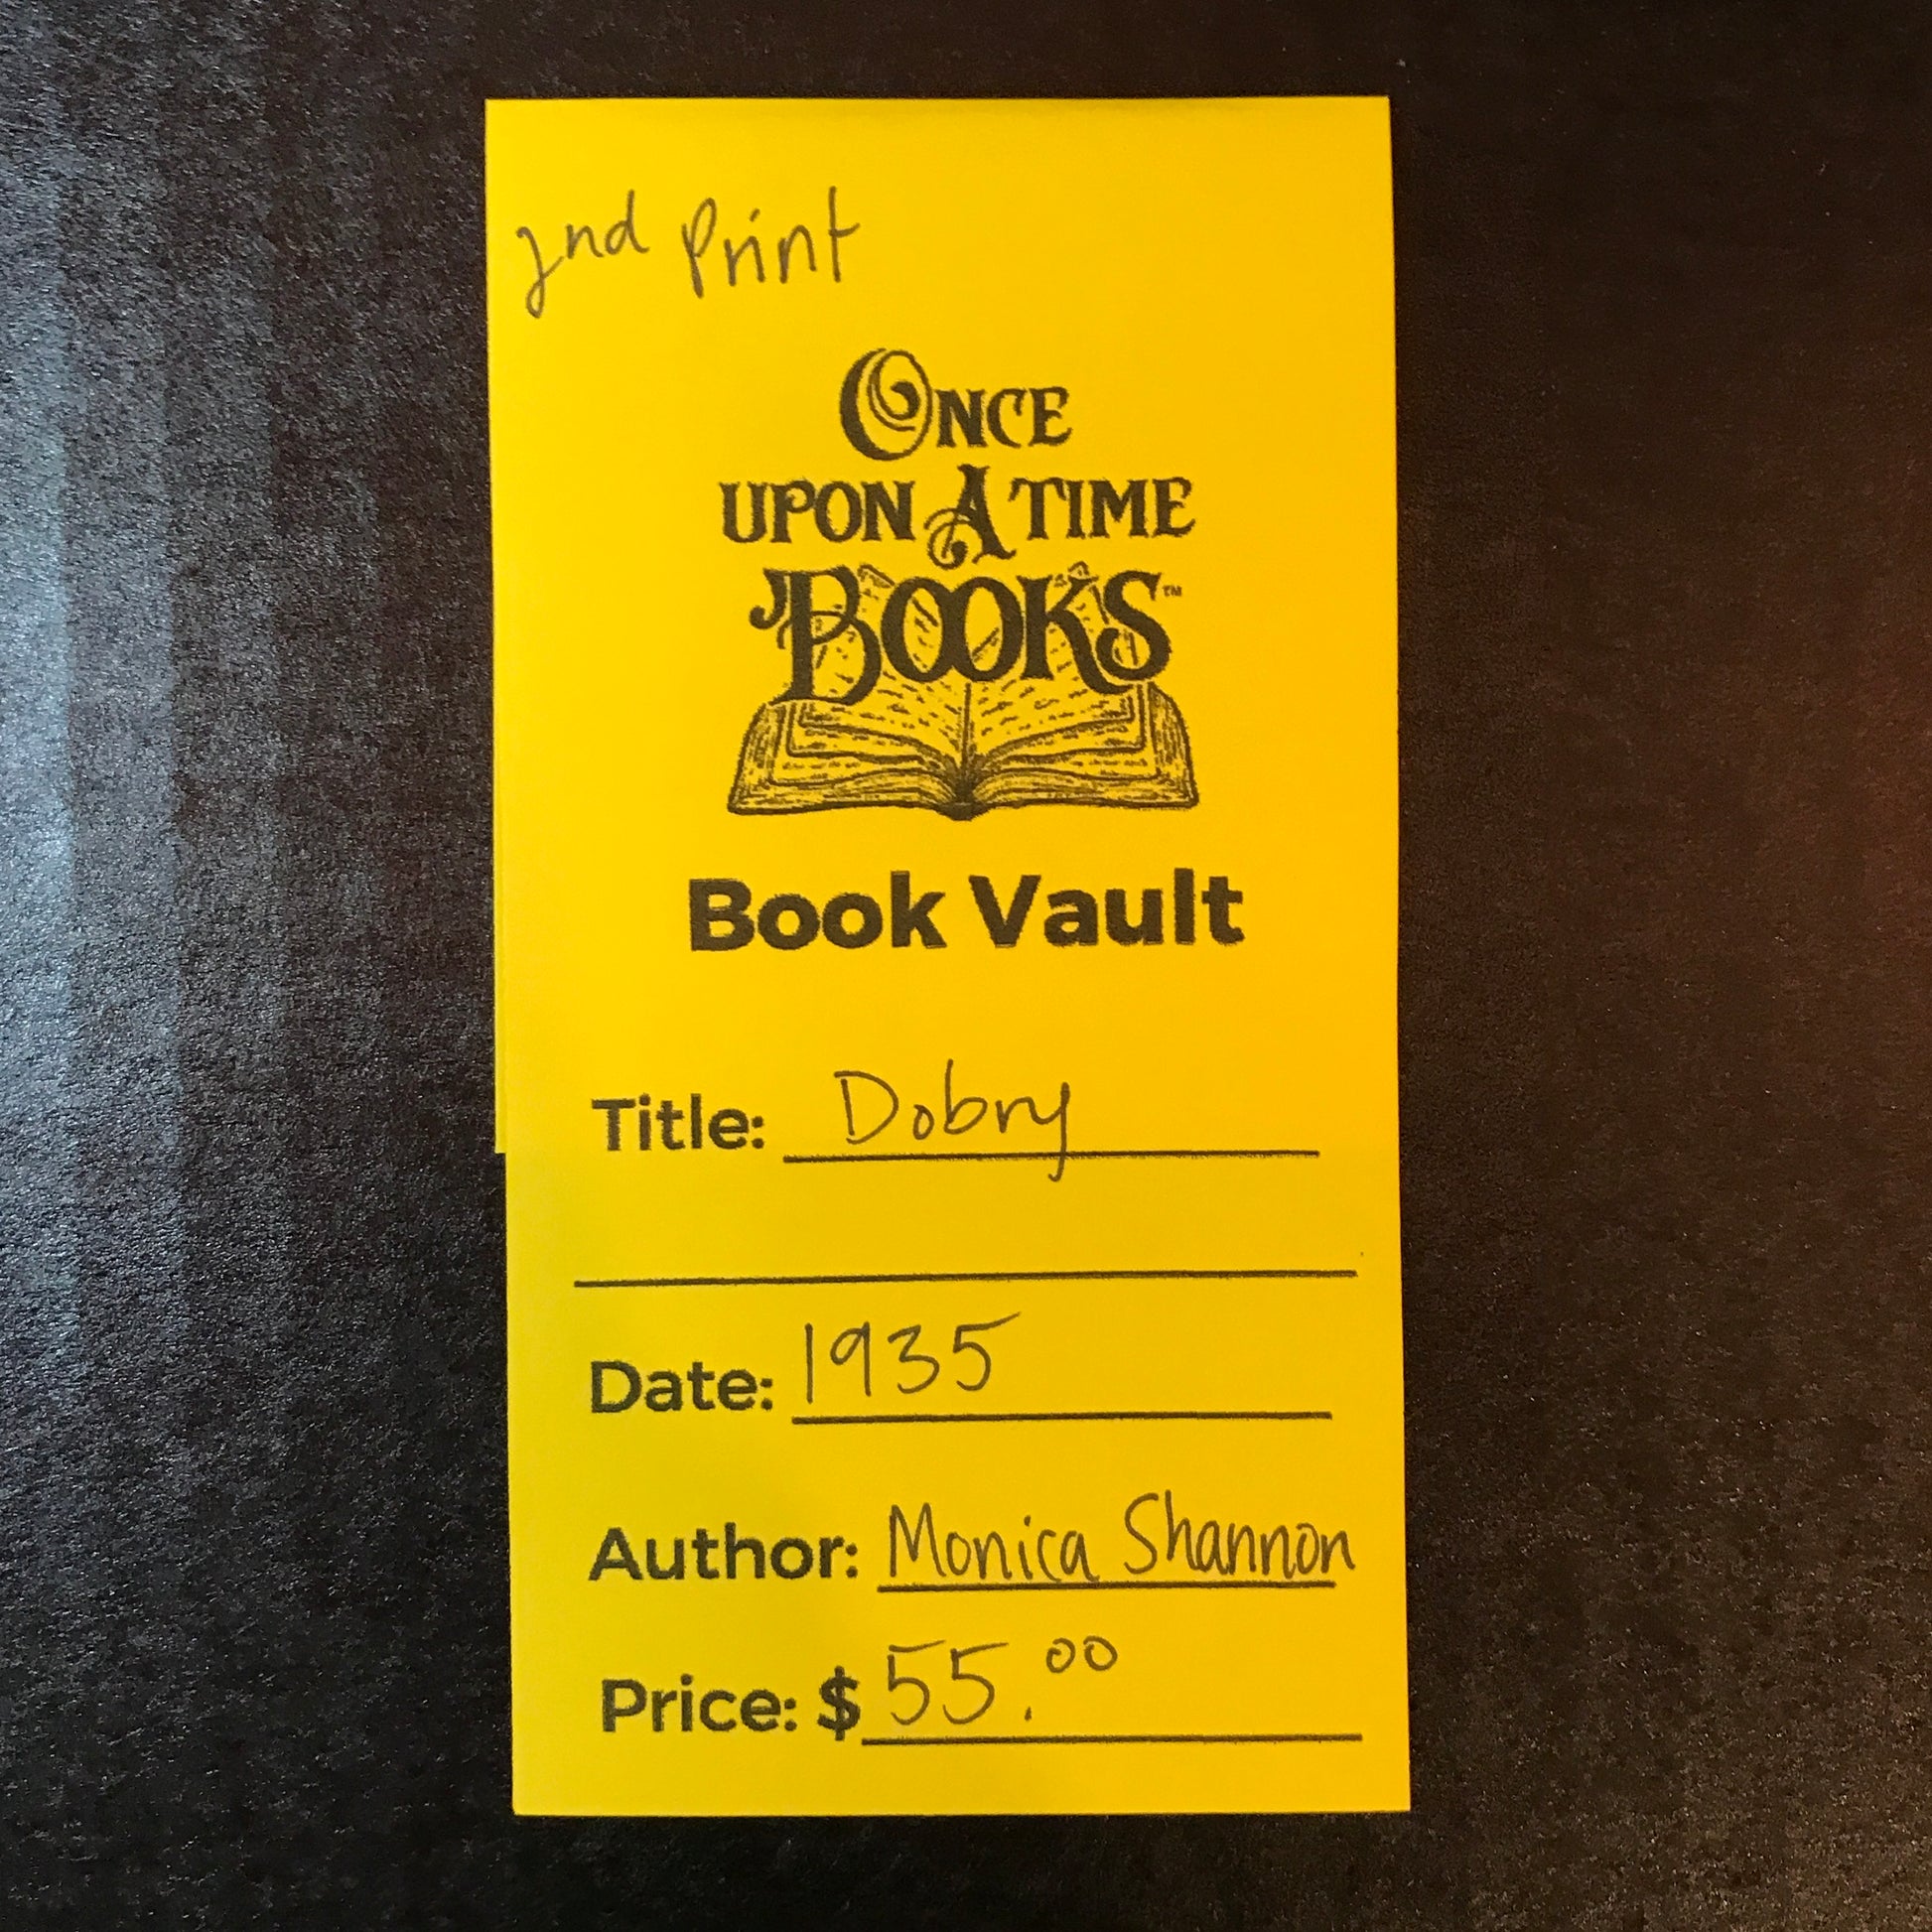 2nd Print
ONCE
UPON A TIME
BOOKS™
Book Vault
Title: Dobry
Date: 1935
Author: Monica Shannon
Price: $55.00